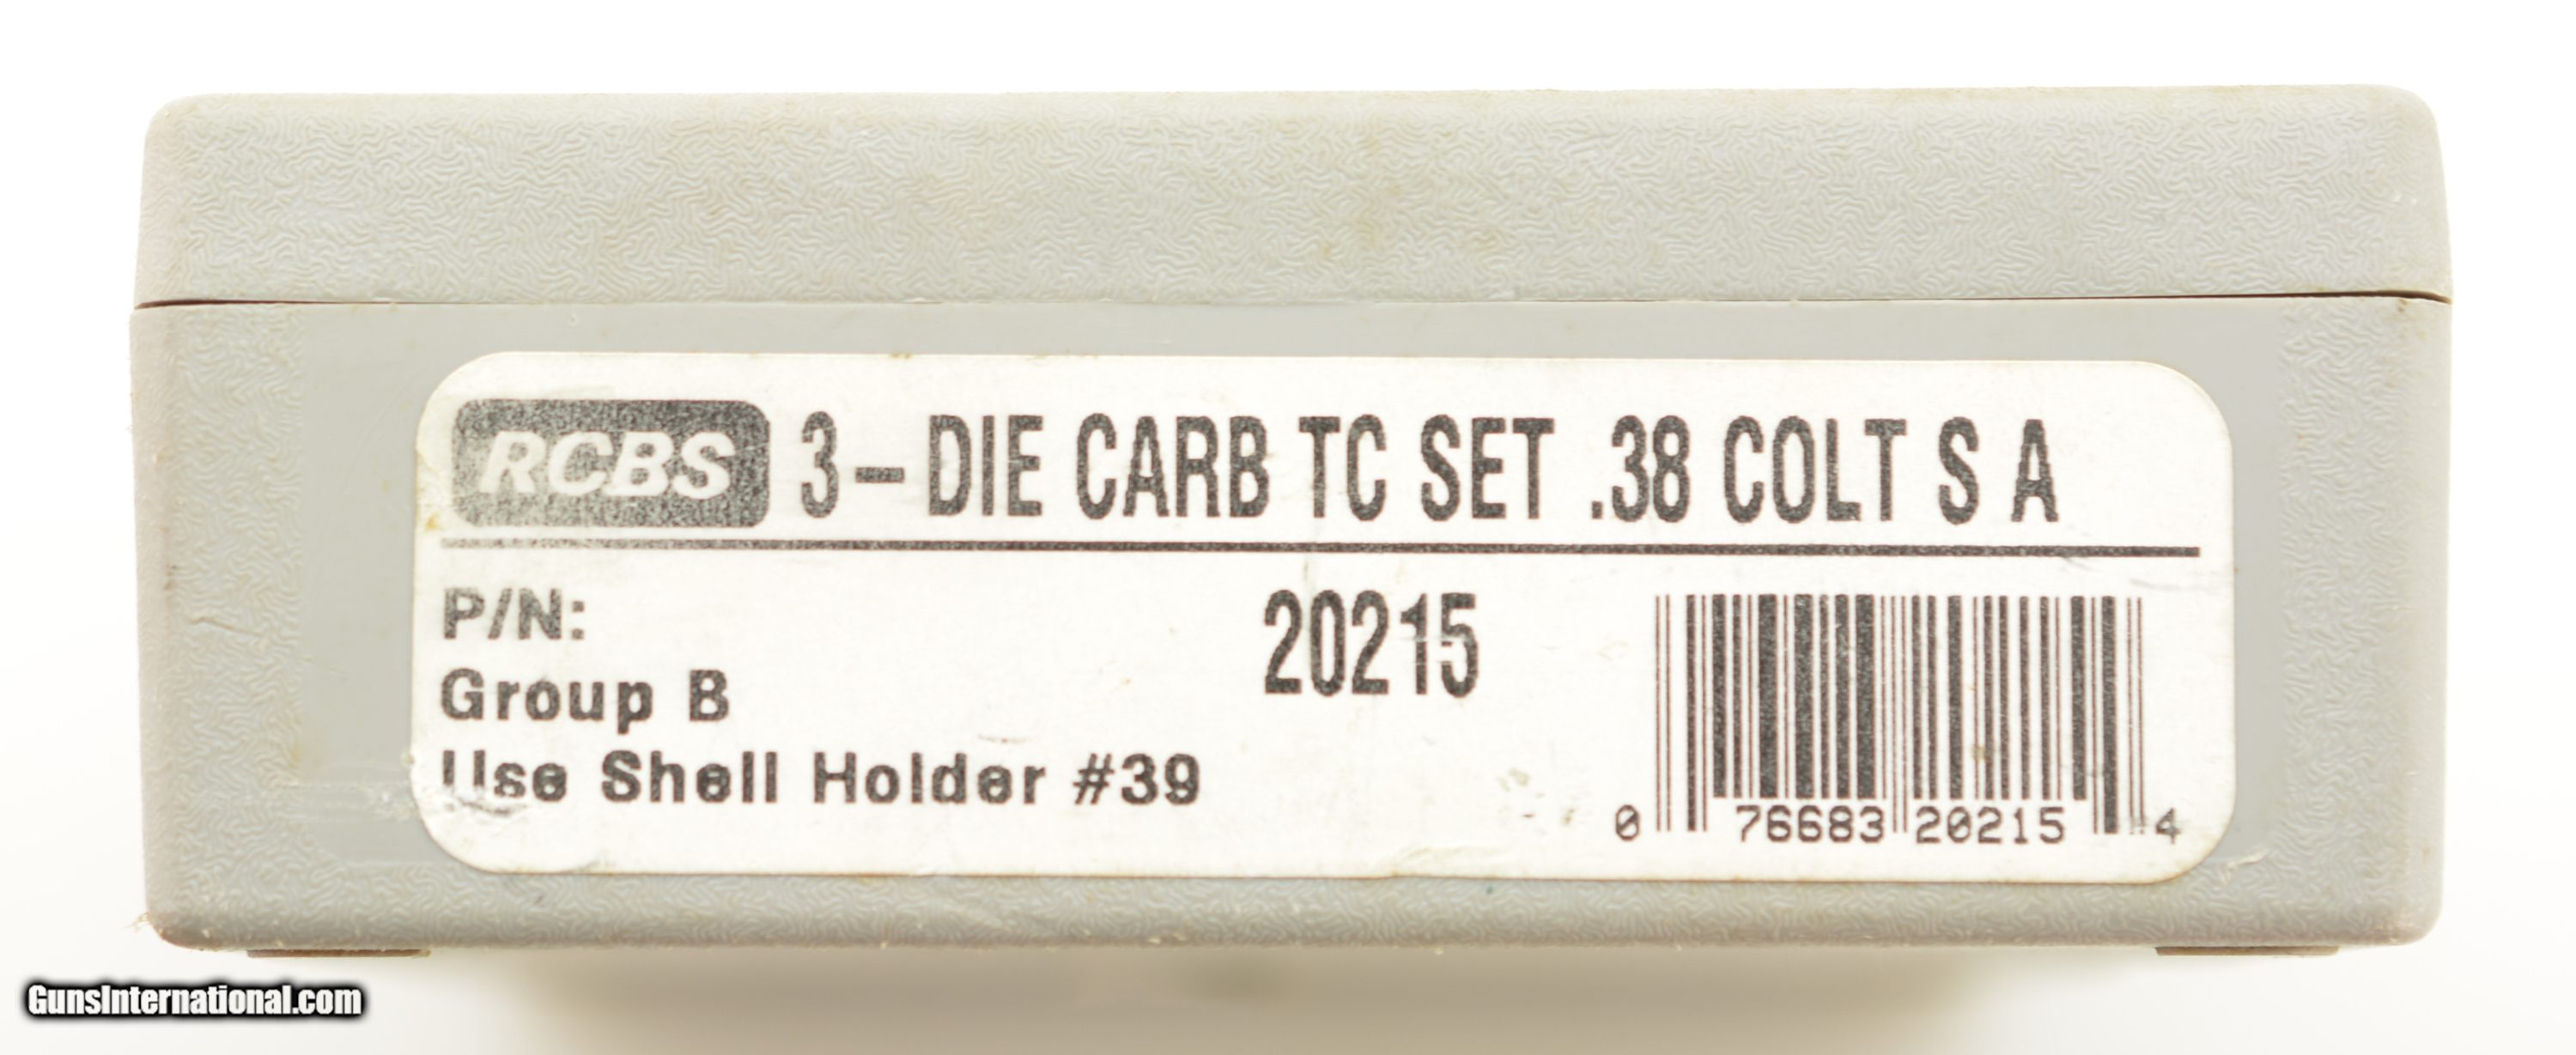 RCBS 3-DIE CARB TC SET .38 COLT S A
P/N: 20215
Group B
Use Shell Holder #39
0 76683 20215 4
GunsInternational.com